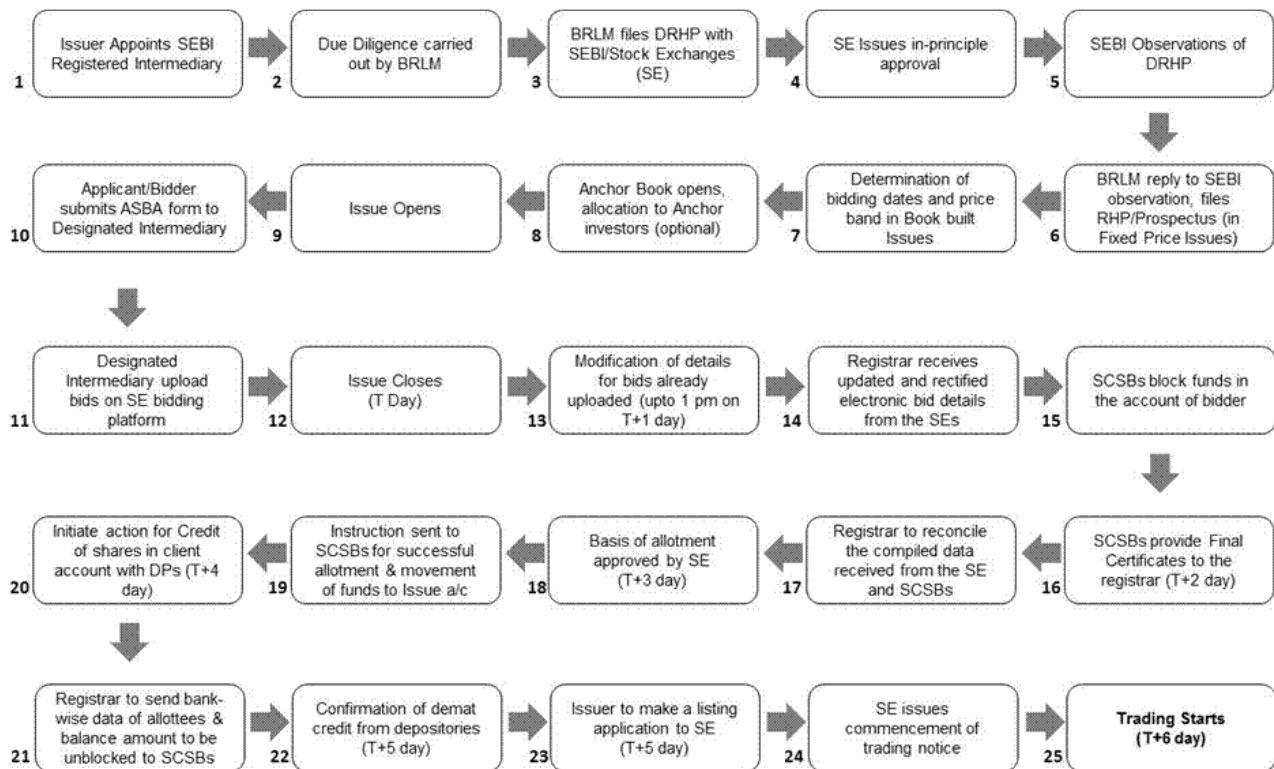 Issuer Appoints SEBI
Registered Intermediary
1
Due Diligence carried
out by BRLM
2
BRLM files DRHP with
SEBI/Stock Exchanges
(SE)
3
SE Issues in-principle
approval
4
SEBI Observations of
DRHP
5
BRLM reply to SEBI
observation, files
RHP/Prospectus (in
Fixed Price Issues)
6
Determination of
bidding dates and price
band in Book built
Issues
7
Anchor Book opens,
allocation to Anchor
investors (optional)
8
Issue Opens
9
Applicant/Bidder
submits ASBA form to
Designated Intermediary
10
Designated
Intermediary upload
bids on SE bidding
platform
11
Issue Closes
(T Day)
12
Modification of details
for bids already
uploaded (upto 1 pm on
T+1 day)
13
Registrar receives
updated and rectified
electronic bid details
from the SEs
14
SCSBs block funds in
the account of bidder
15
SCSBs provide Final
Certificates to the
registrar (T+2 day)
16
Registrar to reconcile
the compiled data
received from the SE
and SCSBs
17
Basis of allotment
approved by SE
(T+3 day)
18
Instruction sent to
SCSBs for successful
allotment & movement
of funds to Issue a/c
19
Initiate action for Credit
of shares in client
account with DPs (T+4
day)
20
Registrar to send bank-
wise data of allottees &
balance amount to be
unblocked to SCSBs
21
Confirmation of demat
credit from depositories
(T+5 day)
22
Issuer to make a listing
application to SE
(T+5 day)
23
SE issues
commencement of
trading notice
24
Trading Starts
(T+6 day)
25